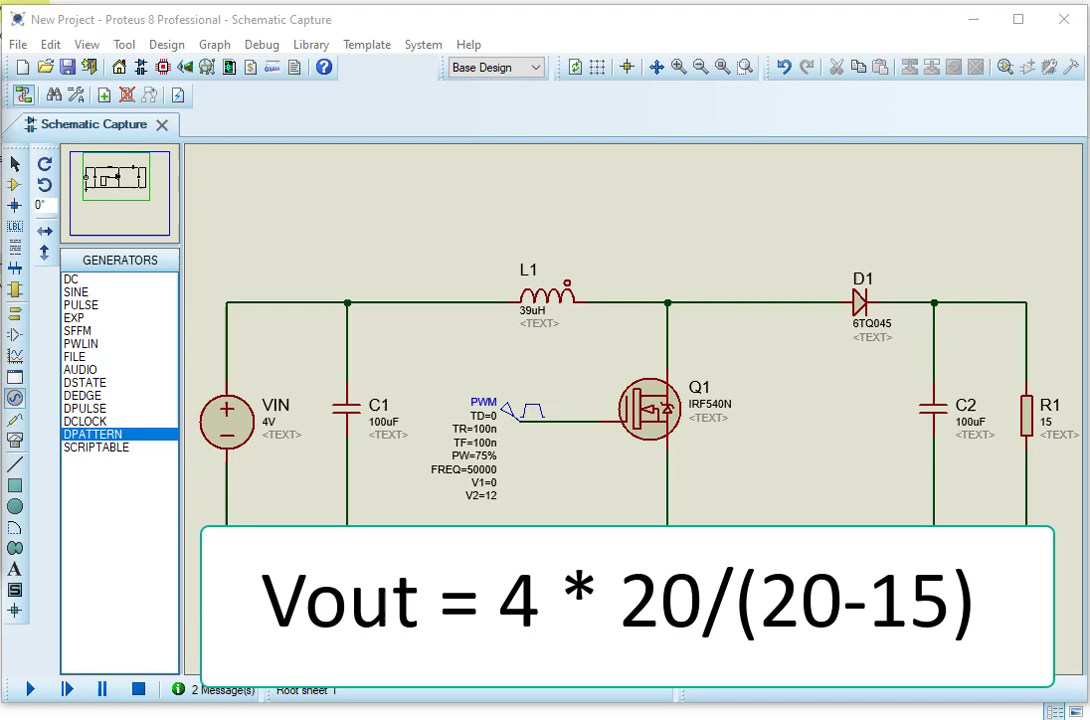 New Project - Proteus 8 Professional - Schematic Capture
File Edit View Tool Design Graph Debug Library Template System Help
Base Design
Schematic Capture
0°
LBL
A
S
GENERATORS
DC
SINE
PULSE
EXP
SFFM
PWLIN
FILE
AUDIO
DSTATE
DEDGE
DPULSE
DCLOCK
DPATTERN
SCRIPTABLE
L1
39uH
<TEXT>
D1
6TQ045
<TEXT>
VIN
4V
<TEXT>
C1
100uF
<TEXT>
PWM
TD=0
TR=100n
TF=100n
PW=75%
FREQ=50000
V1=0
V2=12
Q1
IRF540N
<TEXT>
C2
100uF
<TEXT>
R1
15
<TEXT>
Vout = 4 * 20/(20-15)
2 Message(s) Root sheet 1